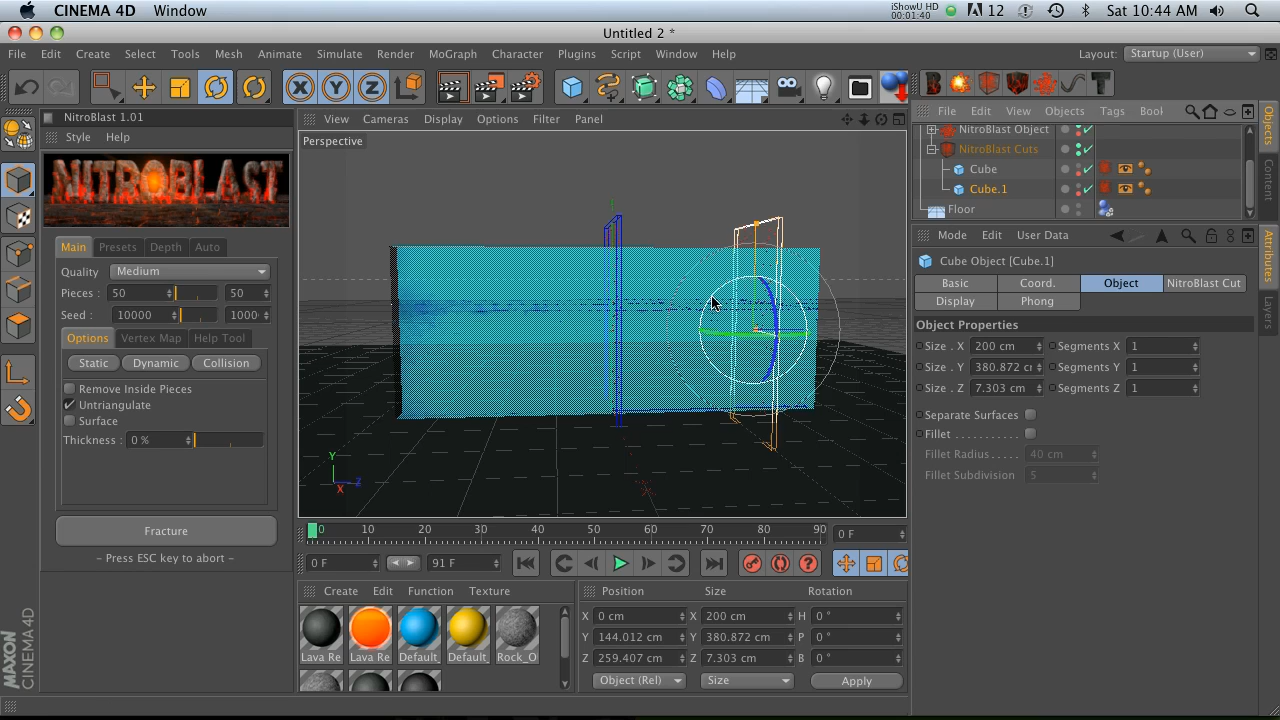 CINEMA 4D Window
iShowU HD
00:01:40
12
Sat 10:44 AM
Untitled 2 *
File Edit Create Select Tools Mesh Animate Simulate Render MoGraph Character Plugins Script Window Help
Layout: Startup (User)
NitroBlast 1.01
Style Help
NITROBLAST
Main Presets Depth Auto
Quality Medium
Pieces : 50 50
Seed : 10000 1000
Options Vertex Map Help Tool
Static Dynamic Collision
Remove Inside Pieces
Untriangulate
Surface
Thickness : 0 %
Fracture
– Press ESC key to abort –
View Cameras Display Options Filter Panel
Perspective
Y
X Z
0 10 20 30 40 50 60 70 80 90
0 F
0 F 91 F
Create Edit Function Texture
Lava Re Lava Re Default_ Default_ Rock_O
Position Size Rotation
X 0 cm X 200 cm H 0 °
Y 144.012 cm Y 380.872 cm P 0 °
Z 259.407 cm Z 7.303 cm B 0 °
Object (Rel) Size Apply
File Edit View Objects Tags Bool
NitroBlast Object
NitroBlast Cuts
Cube
Cube.1
Floor
Mode Edit User Data
Cube Object [Cube.1]
Basic Coord. Object NitroBlast Cut
Display Phong
Object Properties
Size . X 200 cm Segments X 1
Size . Y 380.872 cr Segments Y 1
Size . Z 7.303 cm Segments Z 1
Separate Surfaces
Fillet . . . . . . . . . . .
Fillet Radius . . . . . 40 cm
Fillet Subdivision 5
Objects
Content
Attributes
Layers
MAXON
CINEMA 4D